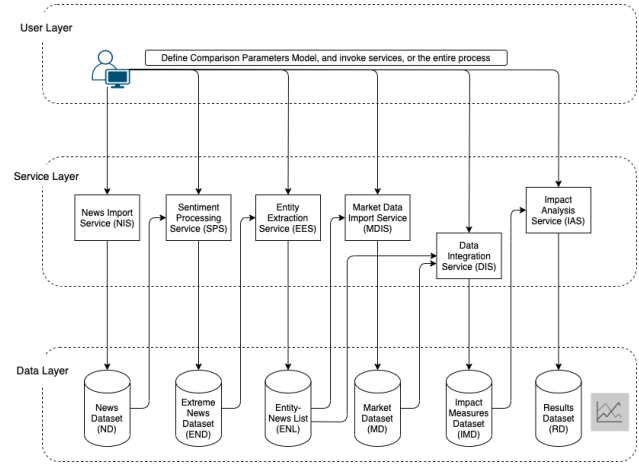 User Layer
Define Comparison Parameters Model, and invoke services, or the entire process
Service Layer
News Import
Service (NIS)
Sentiment
Processing
Service (SPS)
Entity
Extraction
Service (EES)
Market Data
Import Service
(MDIS)
Data
Integration
Service (DIS)
Impact
Analysis
Service (IAS)
Data Layer
News
Dataset
(ND)
Extreme
News
Dataset
(END)
Entity-
News List
(ENL)
Market
Dataset
(MD)
Impact
Measures
Dataset
(IMD)
Results
Dataset
(RD)